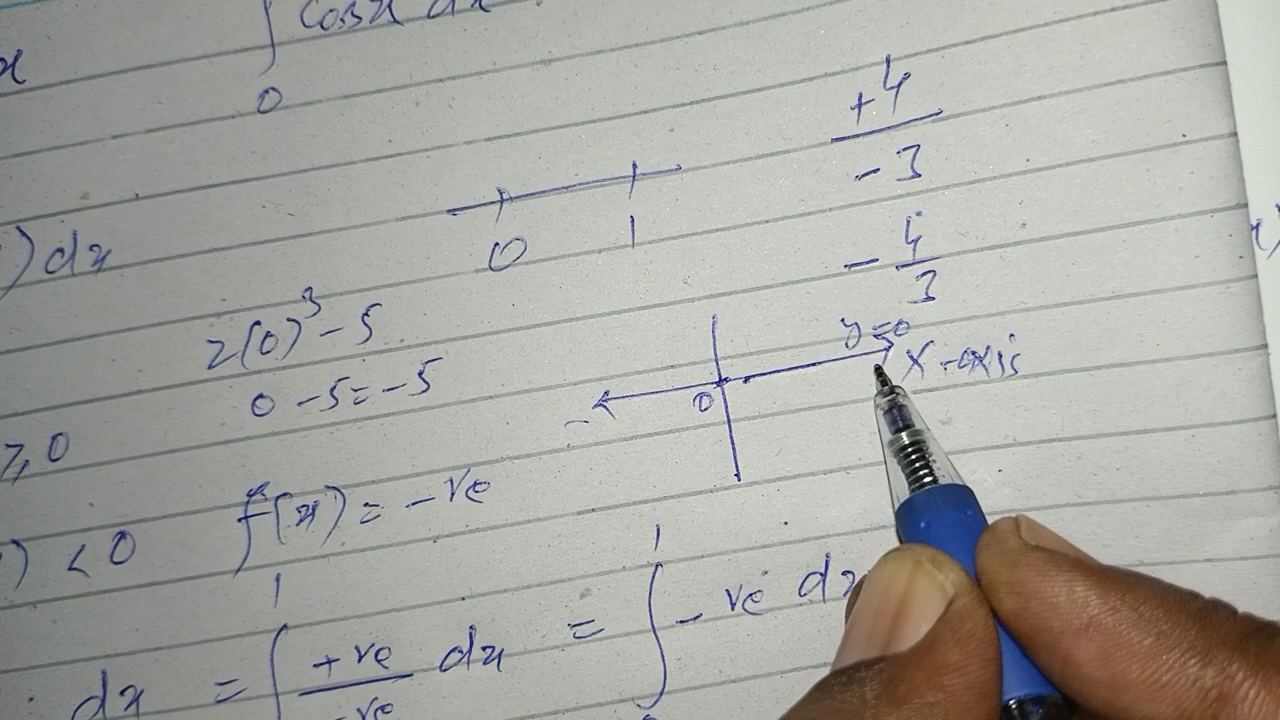 ∫ cosx dx
x
0
+4
- 3
0 1
) dx
- 4
3
2(0)³ - 5
0 - 5 = -5
y = 0
X - axis
0
-
≥ 0
) < 0 f(x) = -ve
1 1
dx = ∫ +ve dx = ∫ -ve dx
-ve